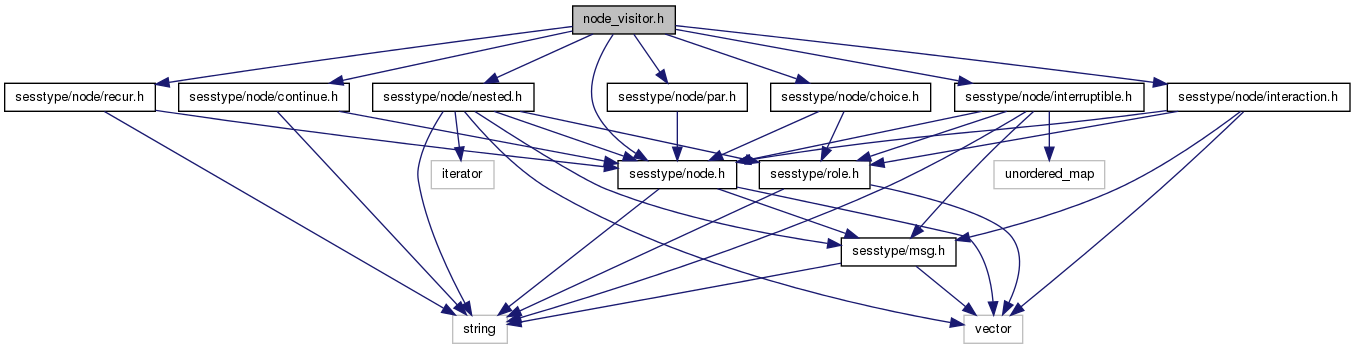 node_visitor.h
sesstype/node/recur.h
sesstype/node/continue.h
sesstype/node/nested.h
sesstype/node/par.h
sesstype/node/choice.h
sesstype/node/interruptible.h
sesstype/node/interaction.h
iterator
sesstype/node.h
sesstype/role.h
unordered_map
sesstype/msg.h
string
vector